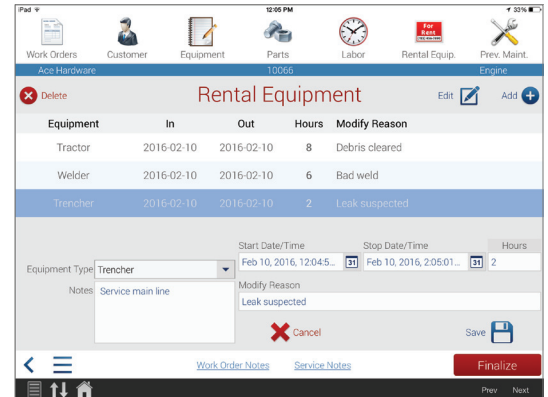 iPad
12:05 PM
33%
For
Rent
Work Orders Customer Equipment Parts Labor Rental Equip. Prev. Maint.
Ace Hardware 10066 Engine
Delete Rental Equipment Edit Add
Equipment In Out Hours Modify Reason
Tractor 2016-02-10 2016-02-10 8 Debris cleared
Welder 2016-02-10 2016-02-10 6 Bad weld
Trencher 2016-02-10 2016-02-10 2 Leak suspected
Start Date/Time Stop Date/Time Hours
Equipment Type Trencher Feb 10, 2016, 12:04:5... 31 Feb 10, 2016, 2:05:01... 31 2
Notes Service main line
Modify Reason
Leak suspected
Cancel Save
Work Order Notes Service Notes Finalize
Prev Next